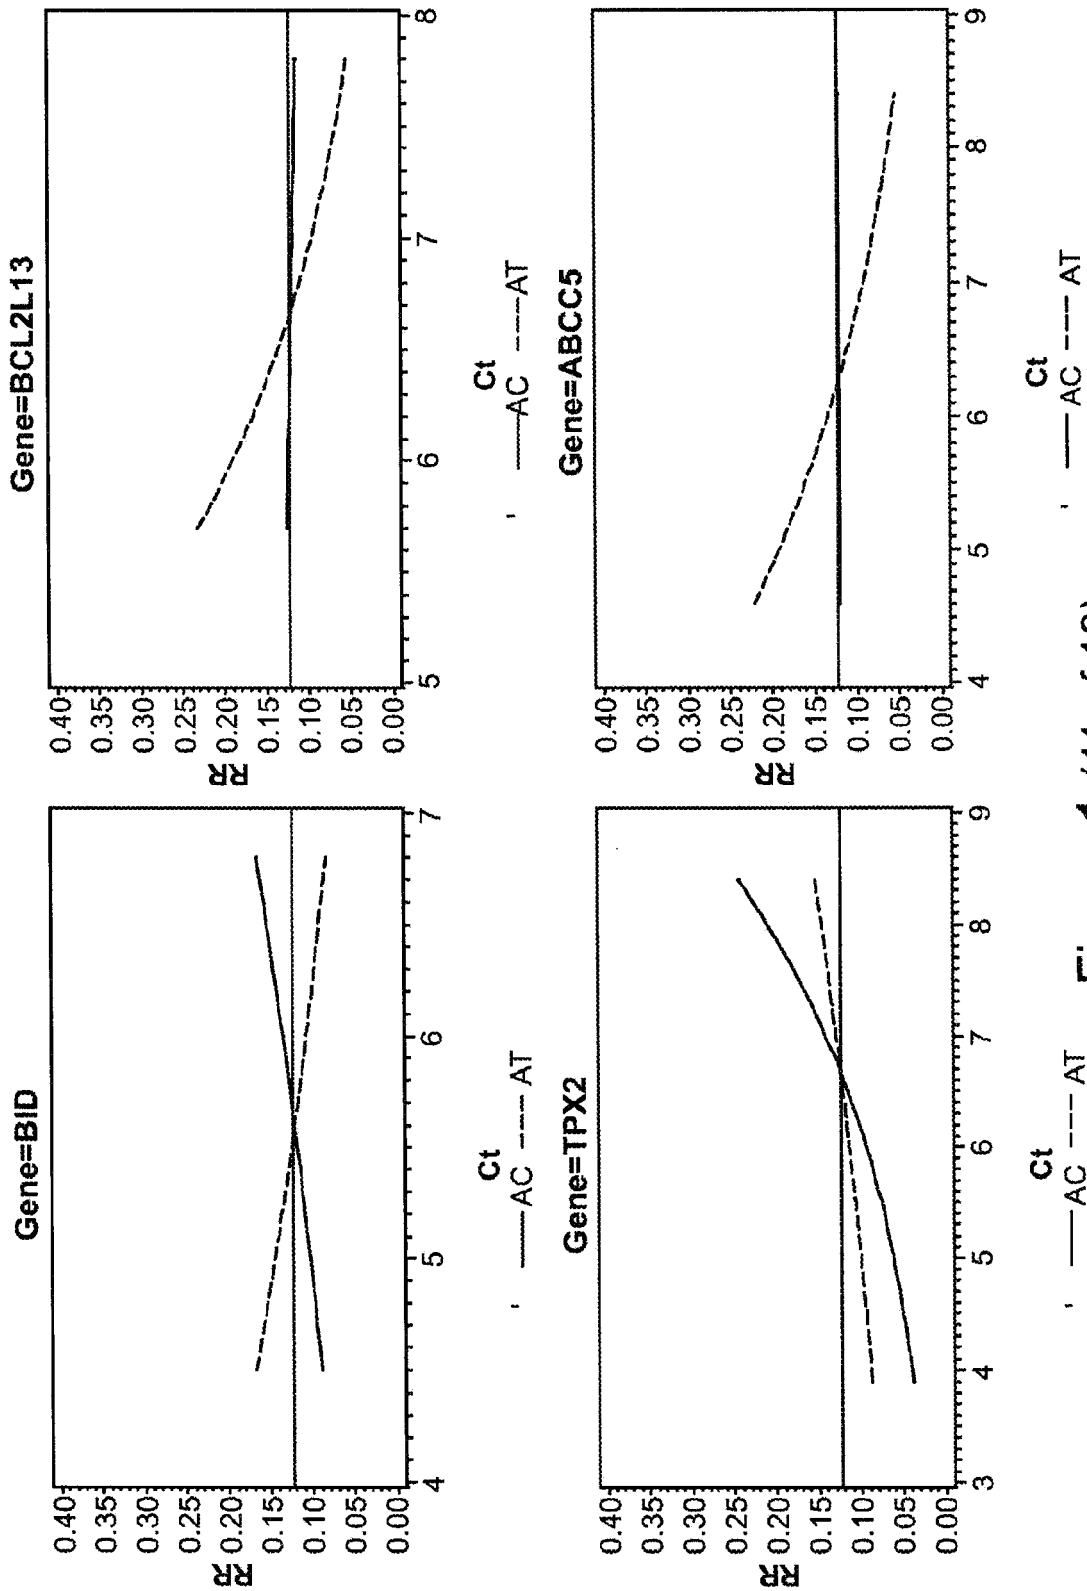 Gene=BID
RR
0.40
0.35
0.30
0.25
0.20
0.15
0.10
0.05
0.00
4 5 6 7
Ct
AC AT
Gene=BCL2L13
RR
0.40
0.35
0.30
0.25
0.20
0.15
0.10
0.05
0.00
5 6 7 8
Ct
AC AT
Gene=TPX2
RR
0.40
0.35
0.30
0.25
0.20
0.15
0.10
0.05
0.00
3 4 5 6 7 8 9
Ct
AC AT
Gene=ABCC5
RR
0.40
0.35
0.30
0.25
0.20
0.15
0.10
0.05
0.00
4 5 6 7 8 9
Ct
AC AT